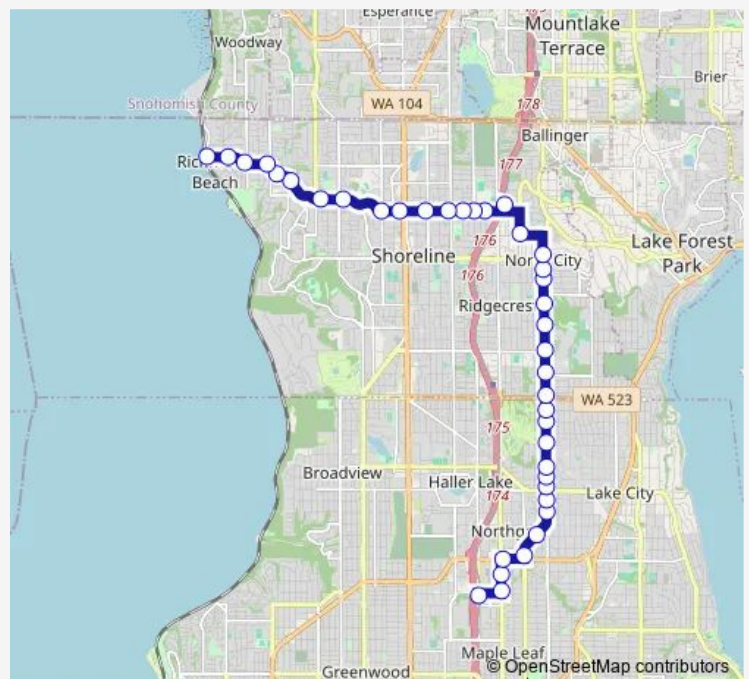 Esperance
Mountlake
Terrace
Woodway
Brier
Snohomish County
WA 104
178
Ballinger
177
Beach
176
Shoreline
176
City
Lake Forest
Park
WA 523
175
Broadview
Haller Lake
174
Lake City
Maple Leaf
Greenwood
© OpenStreetMap contributors